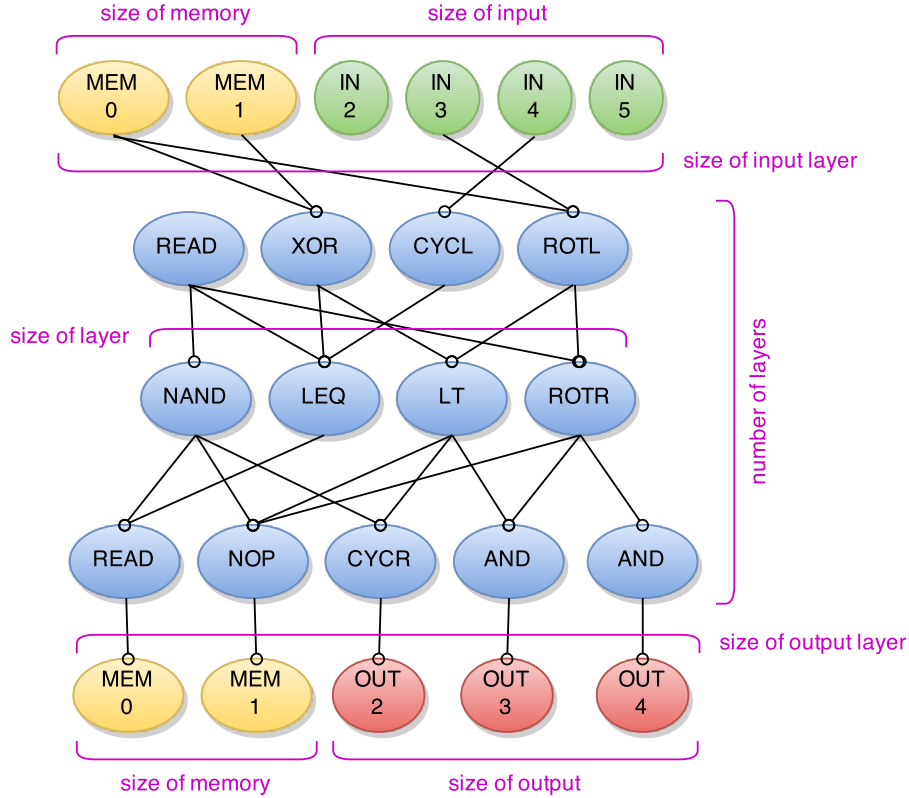 size of memory
size of input
MEM
0
MEM
1
IN
2
IN
3
IN
4
IN
5
size of input layer
READ
XOR
CYCL
ROTL
size of layer
number of layers
NAND
LEQ
LT
ROTR
READ
NOP
CYCR
AND
AND
size of output layer
MEM
0
MEM
1
OUT
2
OUT
3
OUT
4
size of memory
size of output